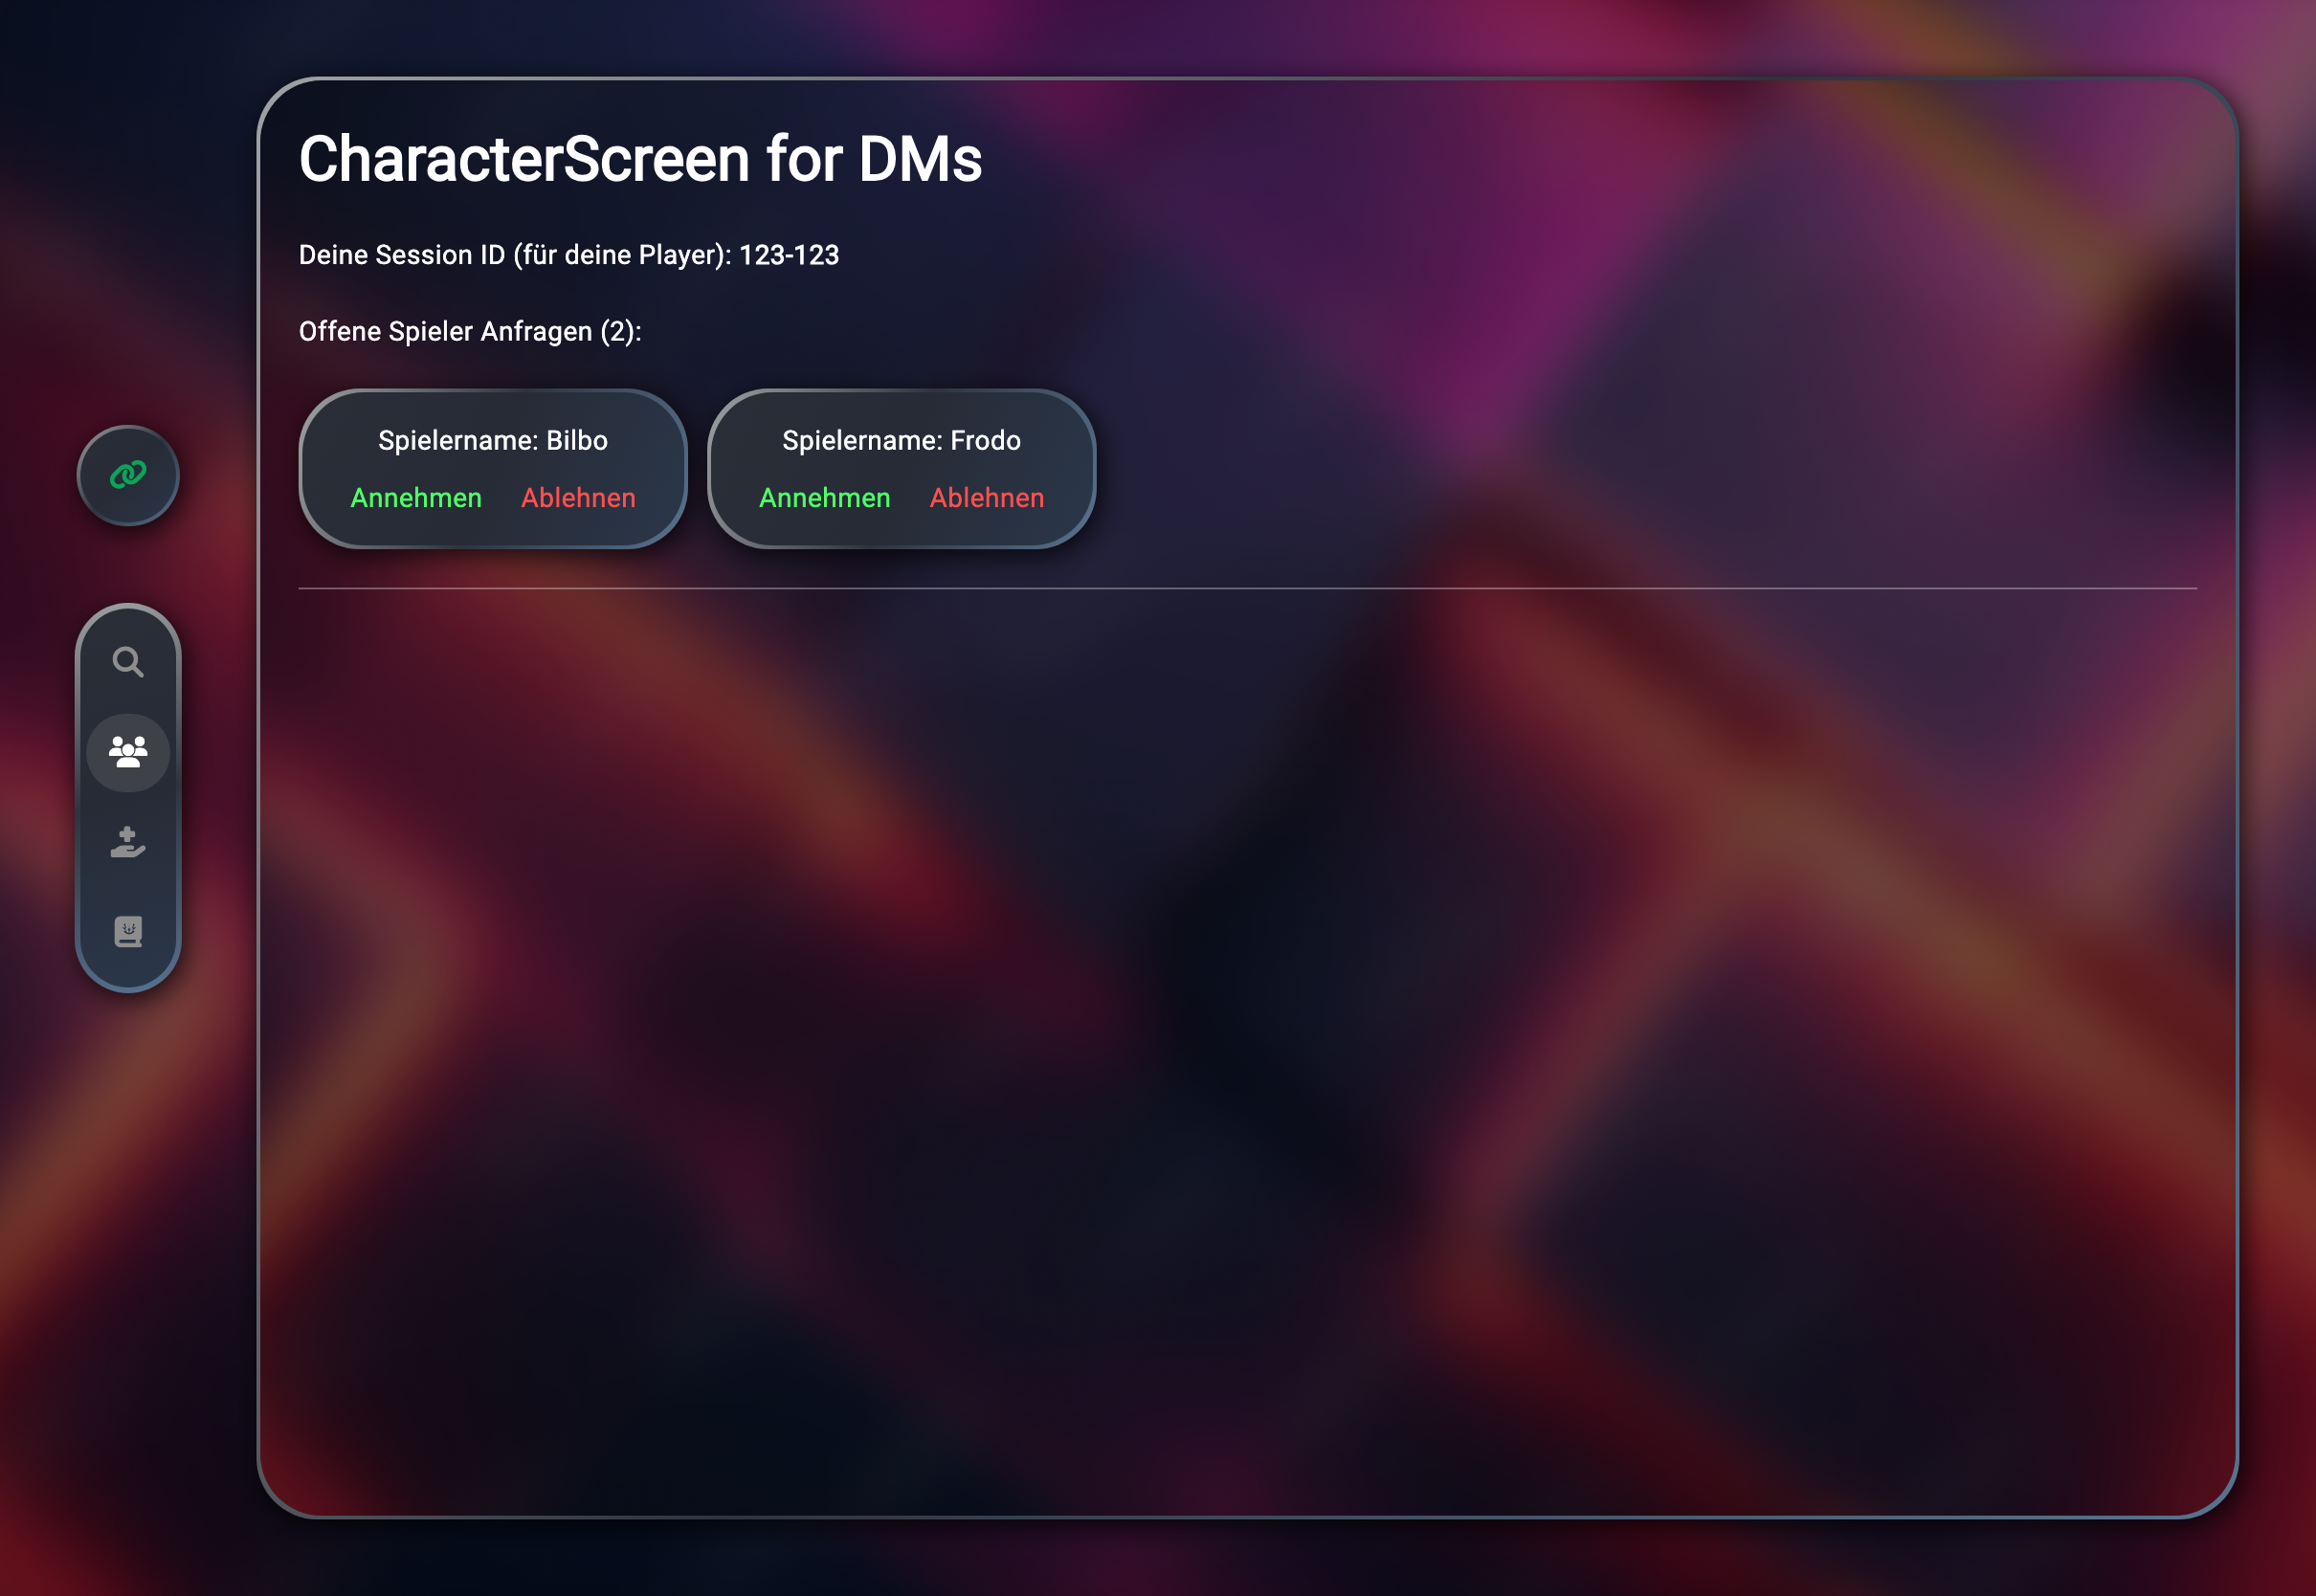 CharacterScreen for DMs
Deine Session ID (für deine Player): 123-123
Offene Spieler Anfragen (2):
Spielername: Bilbo
Annehmen Ablehnen
Spielername: Frodo
Annehmen Ablehnen